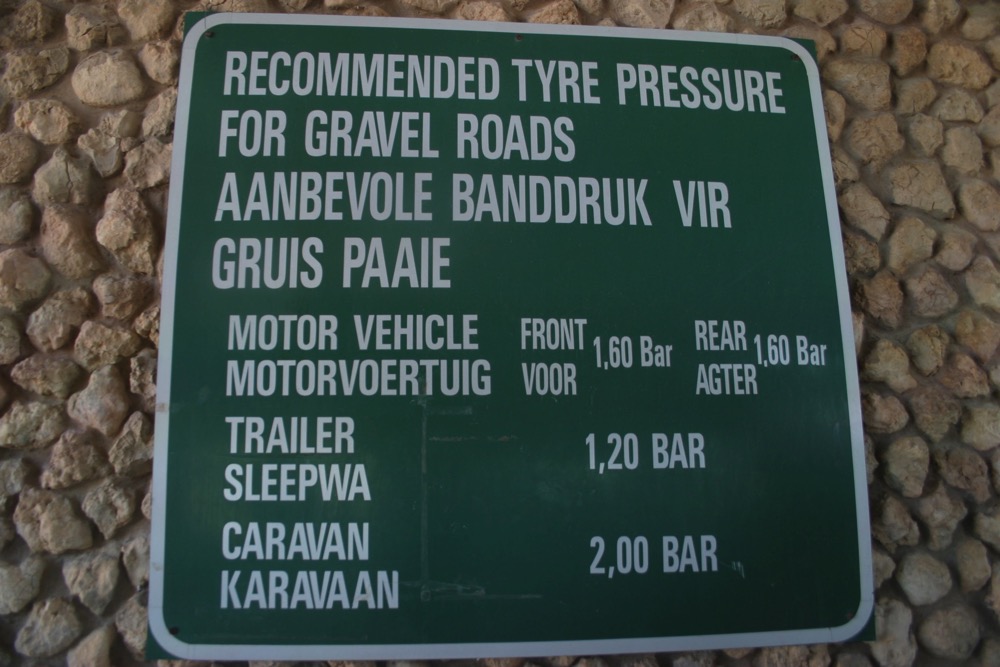 RECOMMENDED TYRE PRESSURE
FOR GRAVEL ROADS
AANBEVOLE BANDDRUK VIR
GRUIS PAAIE
MOTOR VEHICLE FRONT 1,60 Bar REAR 1,60 Bar
MOTORVOERTUIG VOOR AGTER
TRAILER 1,20 BAR
SLEEPWA
CARAVAN 2,00 BAR
KARAVAAN